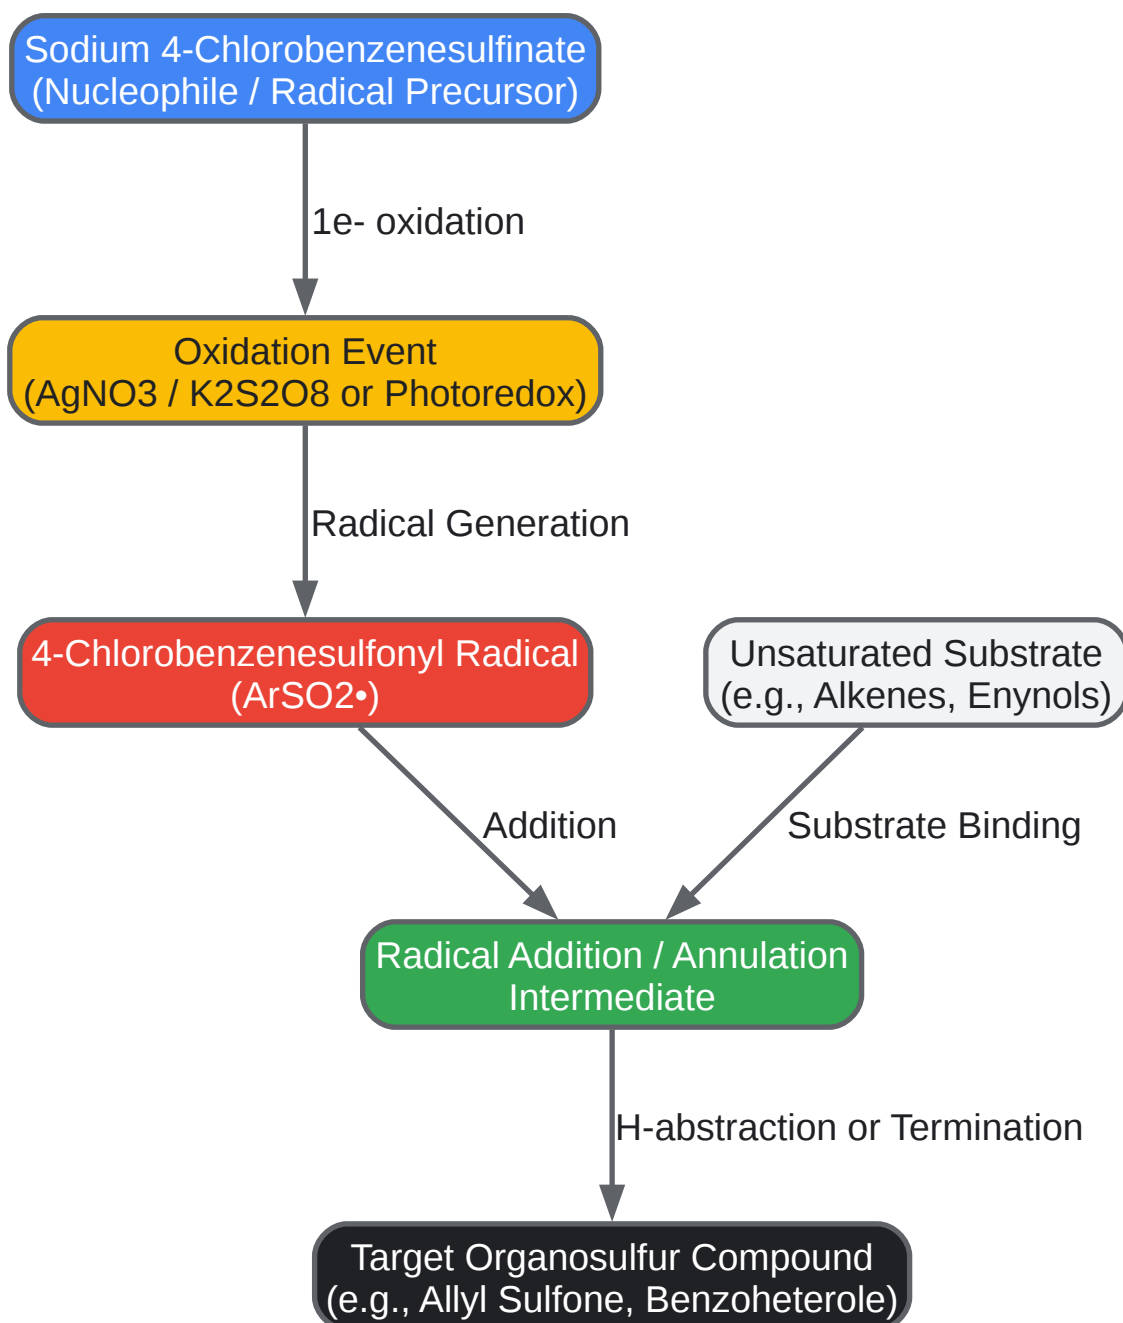 Sodium 4-Chlorobenzenesulfinate
(Nucleophile / Radical Precursor)
1e- oxidation
Oxidation Event
(AgNO3 / K2S2O8 or Photoredox)
Radical Generation
4-Chlorobenzenesulfonyl Radical
(ArSO2•)
Unsaturated Substrate
(e.g., Alkenes, Enynols)
Addition
Substrate Binding
Radical Addition / Annulation
Intermediate
H-abstraction or Termination
Target Organosulfur Compound
(e.g., Allyl Sulfone, Benzoheterole)